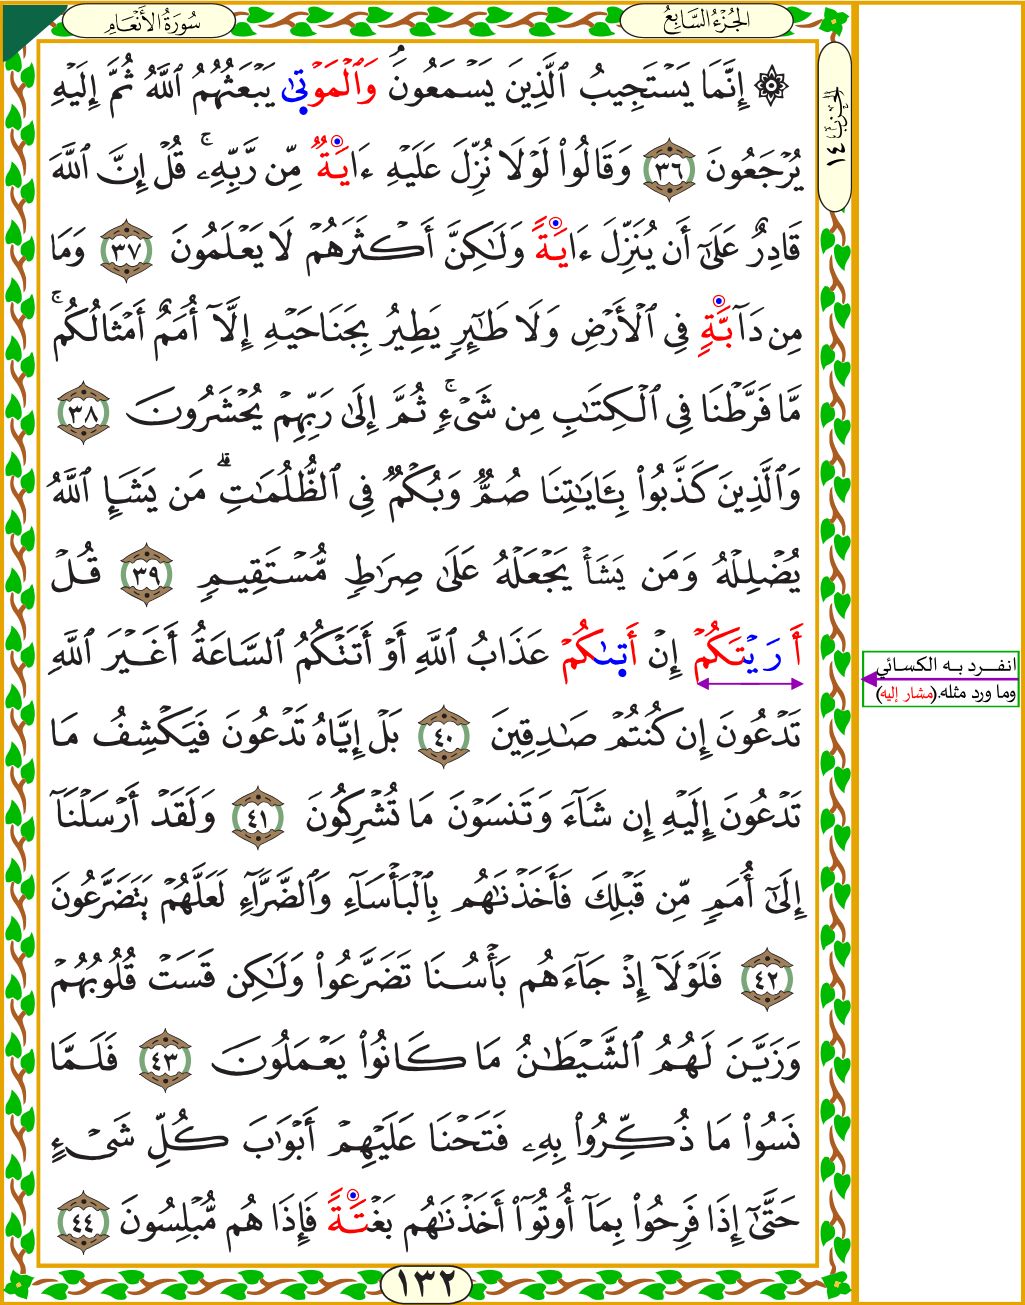 سُورَةُ الأَنْعَامِ
الجُزْءُ السَّابِعُ
الحِزْبُ ١٤
۞ إِنَّمَا يَسْتَجِيبُ ٱلَّذِينَ يَسْمَعُونَۘ وَٱلْمَوْتٜىٰ يَبْعَثُهُمُ ٱللَّهُ ثُمَّ إِلَيْهِ
يُرْجَعُونَ ٣٦ وَقَالُوا۟ لَوْلَا نُزِّلَ عَلَيْهِ ءَايَةٌ مِّن رَّبِّهِۦۚ قُلْ إِنَّ ٱللَّهَ
قَادِرٌ عَلَىٰٓ أَن يُنَزِّلَ ءَايَةً وَلَٰكِنَّ أَكْثَرَهُمْ لَا يَعْلَمُونَ ٣٧ وَمَا
مِن دَآبَّةٍ فِي ٱلْأَرْضِ وَلَا طَٰٓئِرٍ يَطِيرُ بِجَنَاحَيْهِ إِلَّآ أُمَمٌ أَمْثَالُكُمۚ
مَّا فَرَّطْنَا فِي ٱلْكِتَٰبِ مِن شَىْءٍۚ ثُمَّ إِلَىٰ رَبِّهِمْ يُحْشَرُونَ ٣٨
وَٱلَّذِينَ كَذَّبُوا۟ بِـَٔايَٰتِنَا صُمٌّ وَبُكْمٌ فِي ٱلظُّلُمَٰتِۗ مَن يَشَإِ ٱللَّهُ
يُضْلِلْهُ وَمَن يَشَأْ يَجْعَلْهُ عَلَىٰ صِرَٰطٍ مُّسْتَقِيمٍ ٣٩ قُلْ
أَرَيْتَكُمْ إِنْ أَتٜىٰكُمْ عَذَابُ ٱللَّهِ أَوْ أَتَتْكُمُ ٱلسَّاعَةُ أَغَيْرَ ٱللَّهِ
تَدْعُونَ إِن كُنتُمْ صَٰدِقِينَ ٤٠ بَلْ إِيَّاهُ تَدْعُونَ فَيَكْشِفُ مَا
تَدْعُونَ إِلَيْهِ إِن شَآءَ وَتَنسَوْنَ مَا تُشْرِكُونَ ٤١ وَلَقَدْ أَرْسَلْنَآ
إِلَىٰٓ أُمَمٍ مِّن قَبْلِكَ فَأَخَذْنَٰهُم بِٱلْبَأْسَآءِ وَٱلضَّرَّآءِ لَعَلَّهُمْ يَتَضَرَّعُونَ
٤٢ فَلَوْلَآ إِذْ جَآءَهُم بَأْسُنَا تَضَرَّعُوا۟ وَلَٰكِن قَسَتْ قُلُوبُهُمْ
وَزَيَّنَ لَهُمُ ٱلشَّيْطَٰنُ مَا كَانُوا۟ يَعْمَلُونَ ٤٣ فَلَمَّا
نَسُوا۟ مَا ذُكِّرُوا۟ بِهِۦ فَتَحْنَا عَلَيْهِمْ أَبْوَٰبَ كُلِّ شَىْءٍ
حَتَّىٰٓ إِذَا فَرِحُوا۟ بِمَآ أُوتُوٓا۟ أَخَذْنَٰهُم بَغْتَةً فَإِذَا هُم مُّبْلِسُونَ ٤٤
انفرد به الكسائي
وما ورد مثله.(مشار إليه)
١٣٢